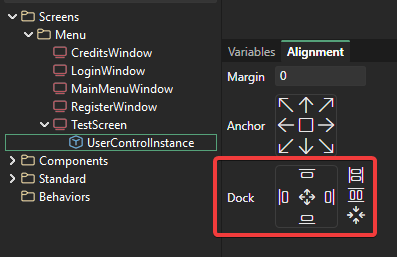 Screens
Menu
CreditsWindow
LoginWindow
MainMenuWindow
RegisterWindow
TestScreen
UserControlInstance
Components
Standard
Behaviors
Variables Alignment
Margin 0
Anchor
Dock